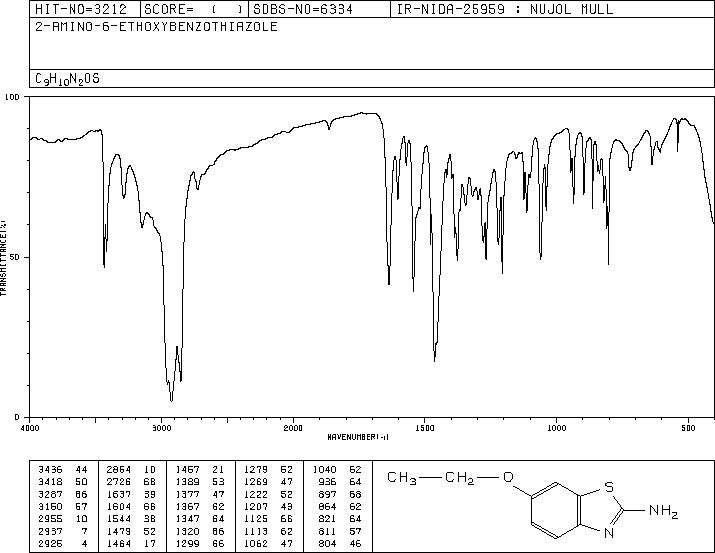 HIT-NO=3212 SCORE= ( ) SDBS-NO=6334 IR-NIDA-25959 : NUJOL MULL
2-AMINO-6-ETHOXYBENZOTHIAZOLE
C9H10N2OS
100
50
0
TRANSMITTANCE(%)
4000 3000 2000 1500 1000 500
WAVENUMBER(-1)
3436 44 2854 10 1467 21 1279 52 1040 62
3418 50 2726 68 1389 53 1269 47 936 64
3287 66 1637 39 1377 47 1222 52 897 68
3160 57 1604 66 1367 62 1207 43 864 62
2955 10 1544 38 1347 64 1125 66 821 64
2937 7 1479 52 1320 66 1113 62 811 57
2925 4 1464 17 1299 66 1062 47 804 46
CH3 CH2 O S N NH2